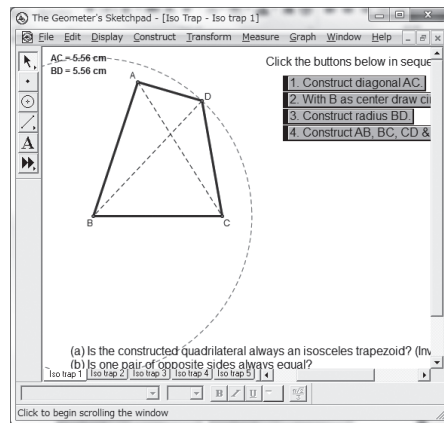 The Geometer's Sketchpad - [Iso Trap - Iso trap 1]
File Edit Display Construct Transform Measure Graph Window Help
AC = 5.56 cm
BD = 5.56 cm
Click the buttons below in seque
1. Construct diagonal AC.
2. With B as center draw ci
3. Construct radius BD.
4. Construct AB, BC, CD &
A
D
B
C
A
(a) Is the constructed quadrilateral always an isosceles trapezoid? (Inv
(b) Is one pair of opposite sides always equal?
Iso trap 1 Iso trap 2 Iso trap 3 Iso trap 4 Iso trap 5
B I U
Click to begin scrolling the window